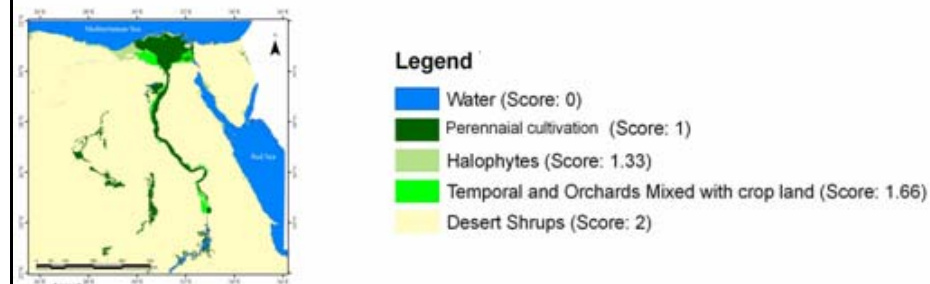 Mediterranean Sea
Red Sea
Legend
Water (Score: 0)
Perennaial cultivation (Score: 1)
Halophytes (Score: 1.33)
Temporal and Orchards Mixed with crop land (Score: 1.66)
Desert Shrups (Score: 2)